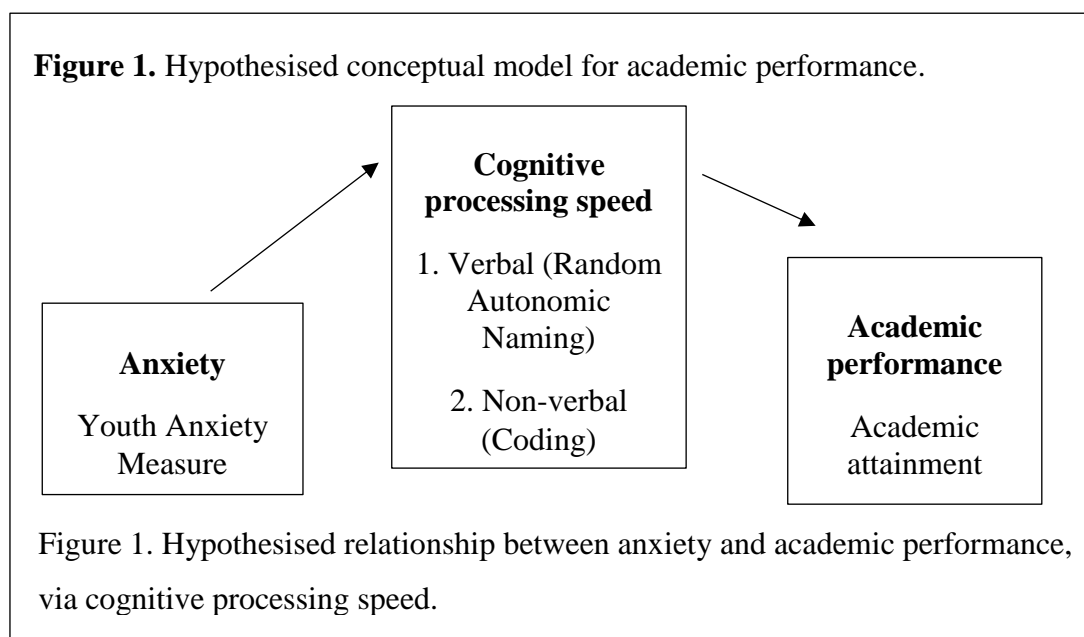 Figure 1. Hypothesised conceptual model for academic performance.
Cognitive
processing speed
1. Verbal (Random
Autonomic
Naming)
2. Non-verbal
(Coding)
Anxiety
Youth Anxiety
Measure
Academic
performance
Academic
attainment
Figure 1. Hypothesised relationship between anxiety and academic performance,
via cognitive processing speed.